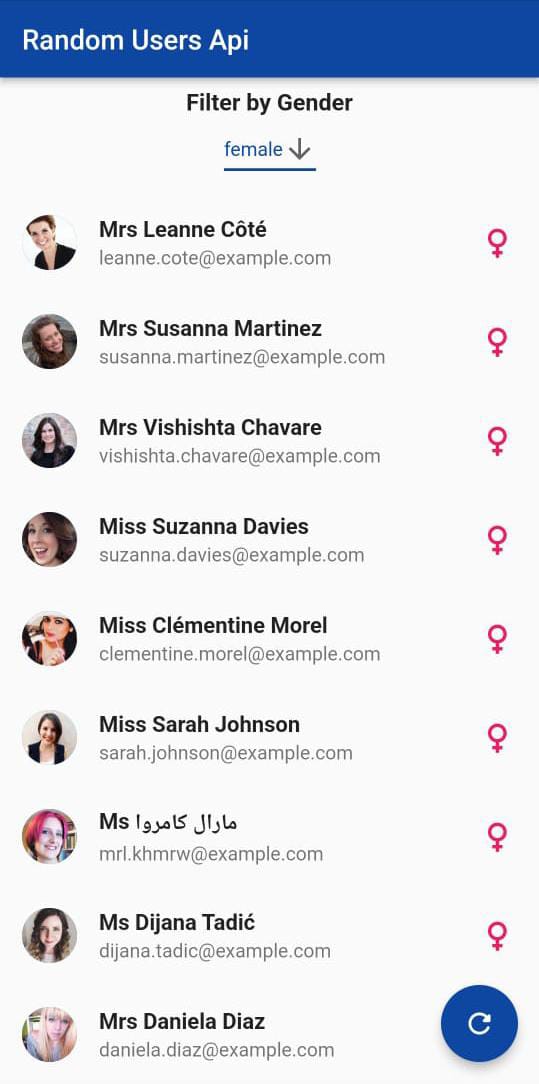 Random Users Api
Filter by Gender
female
Mrs Leanne Côté
leanne.cote@example.com
Mrs Susanna Martinez
susanna.martinez@example.com
Mrs Vishishta Chavare
vishishta.chavare@example.com
Miss Suzanna Davies
suzanna.davies@example.com
Miss Clémentine Morel
clementine.morel@example.com
Miss Sarah Johnson
sarah.johnson@example.com
Ms مارال كامروا
mrl.khmrw@example.com
Ms Dijana Tadić
dijana.tadic@example.com
Mrs Daniela Diaz
daniela.diaz@example.com